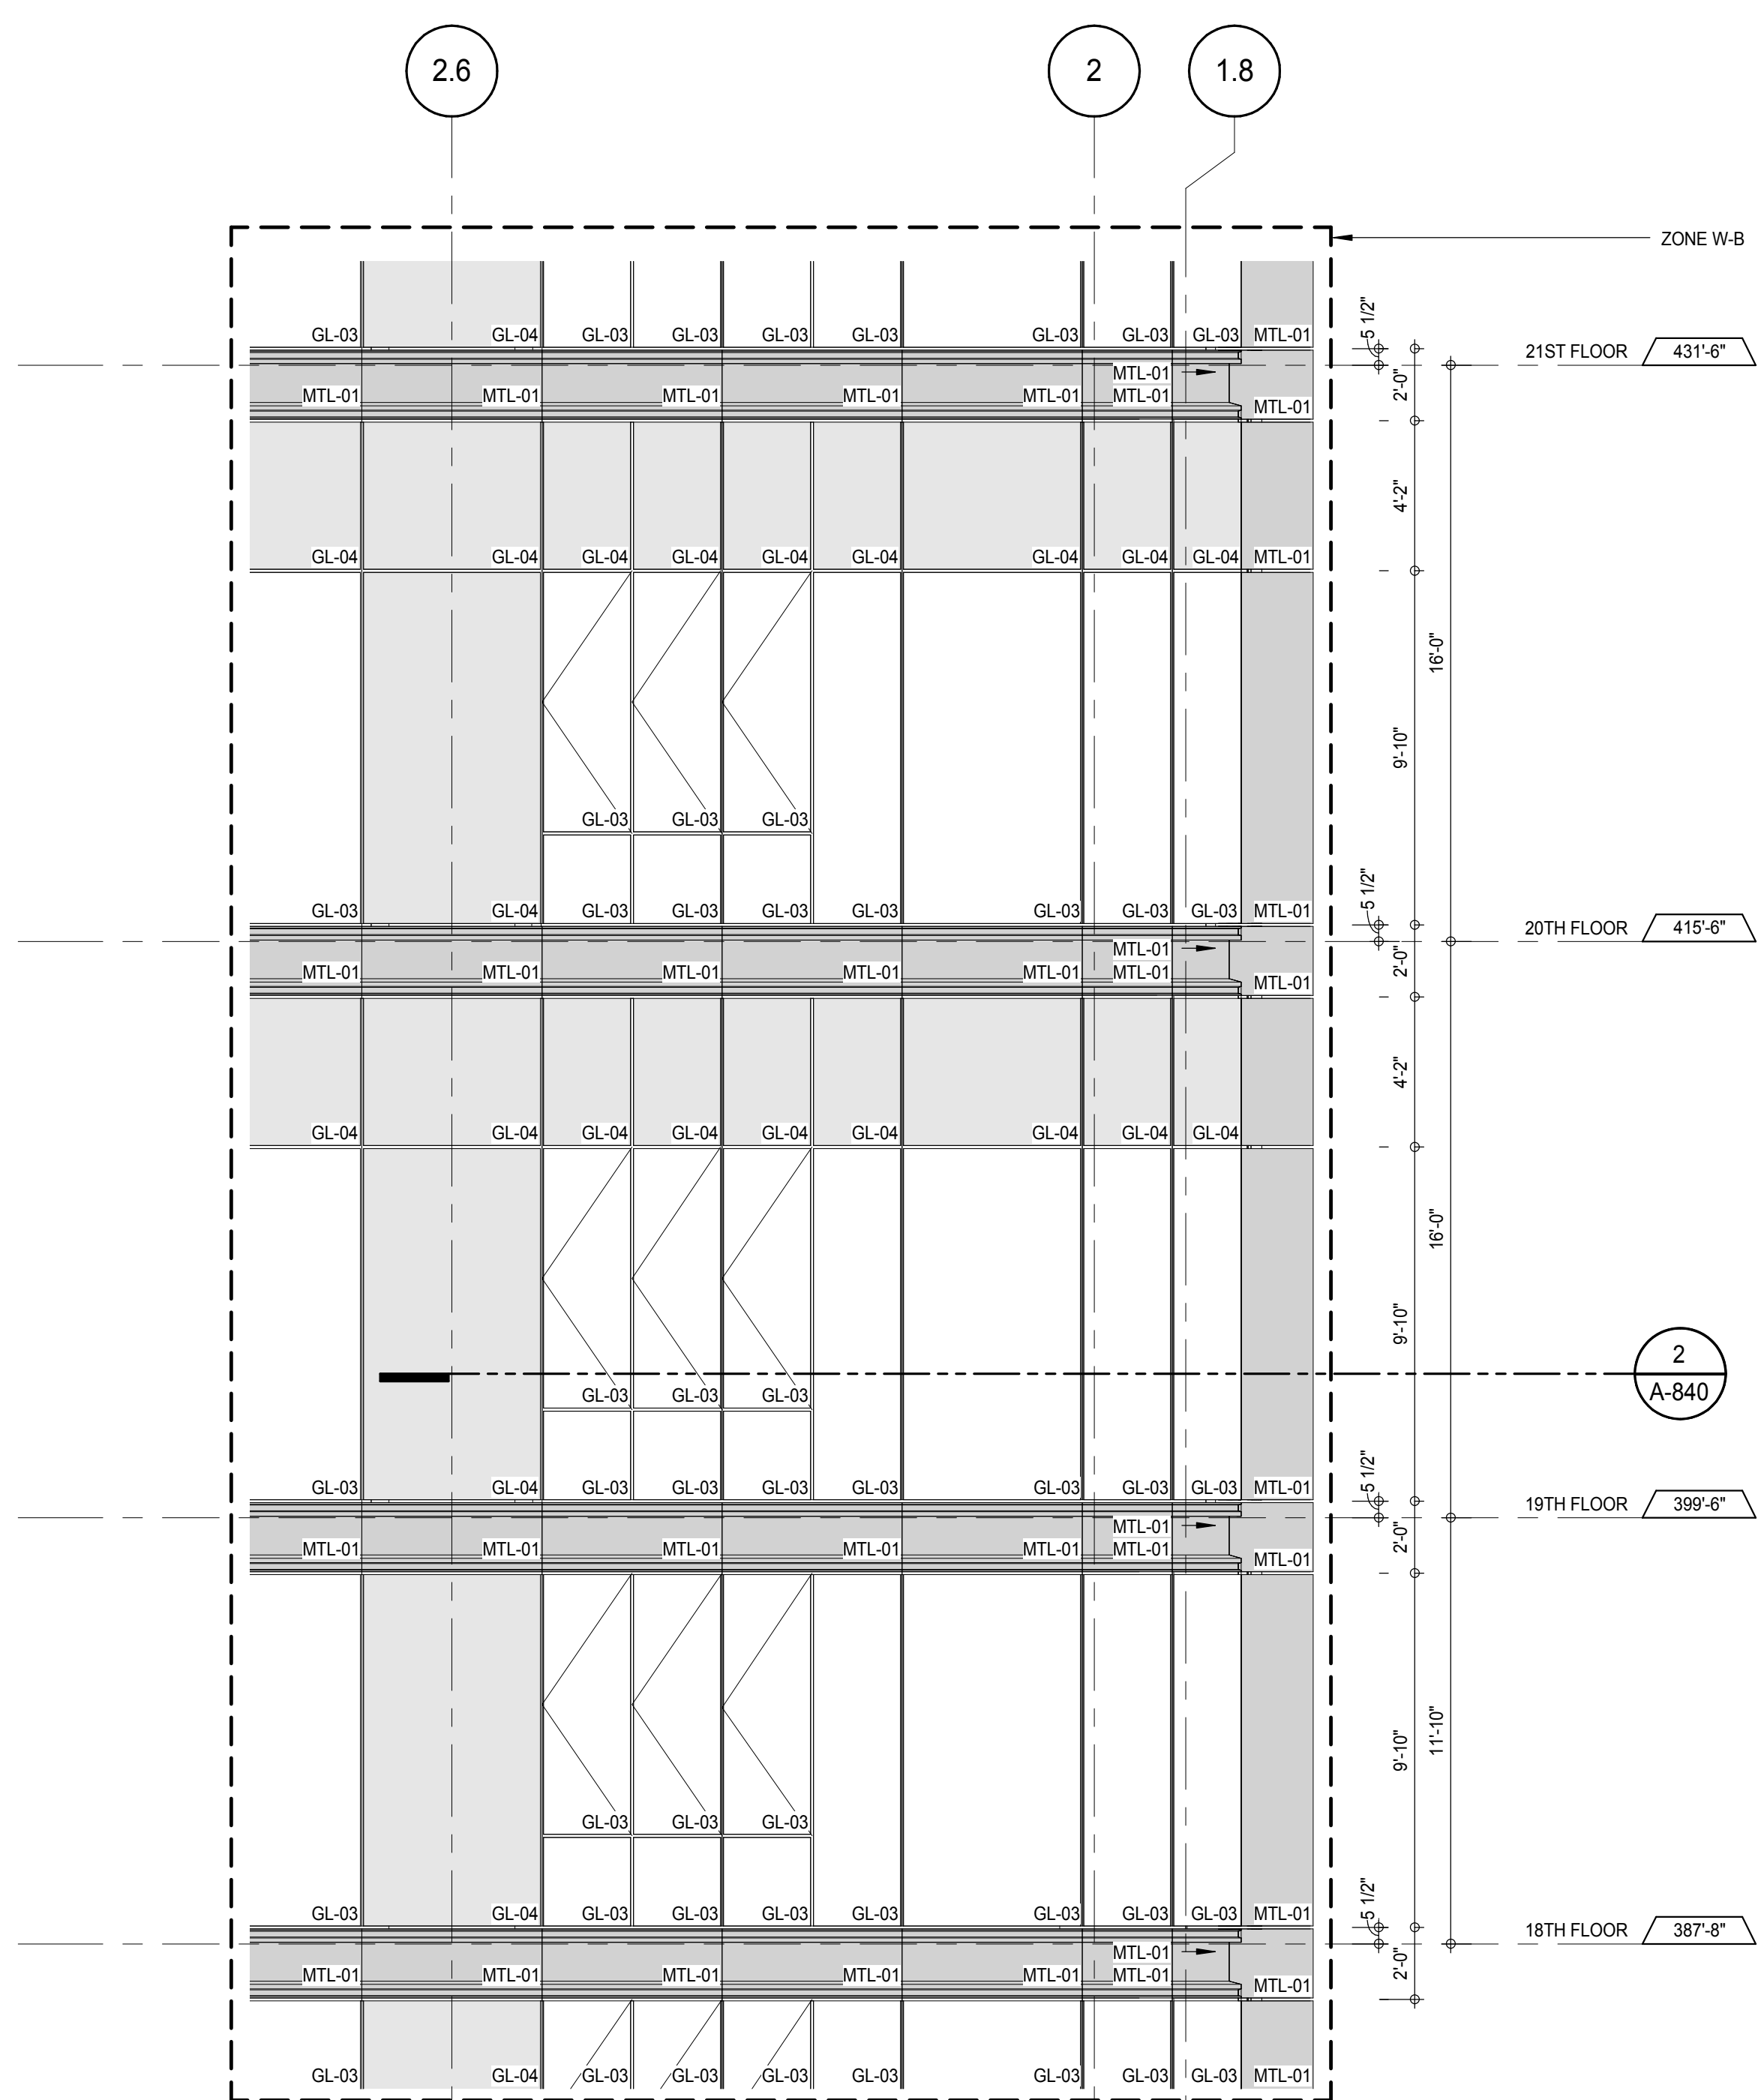 2.6 2 1.8
ZONE W-B
GL-03 GL-04 GL-03 GL-03 GL-03 GL-03 GL-03 GL-03 GL-03 MTL-01
5 1/2"
21ST FLOOR 431'-6"
MTL-01
2'-0"
MTL-01 MTL-01 MTL-01 MTL-01 MTL-01 MTL-01 MTL-01
4'-2"
GL-04 GL-04 GL-04 GL-04 GL-04 GL-04 GL-04 GL-04 GL-04 MTL-01
16'-0"
9'-10"
GL-03 GL-03 GL-03
5 1/2"
GL-03 GL-04 GL-03 GL-03 GL-03 GL-03 GL-03 GL-03 GL-03 MTL-01
20TH FLOOR 415'-6"
MTL-01
2'-0"
MTL-01 MTL-01 MTL-01 MTL-01 MTL-01 MTL-01 MTL-01
4'-2"
GL-04 GL-04 GL-04 GL-04 GL-04 GL-04 GL-04 GL-04 GL-04
16'-0"
9'-10"
2
A-840
GL-03 GL-03 GL-03
5 1/2"
GL-03 GL-04 GL-03 GL-03 GL-03 GL-03 GL-03 GL-03 GL-03 MTL-01
19TH FLOOR 399'-6"
MTL-01
2'-0"
MTL-01 MTL-01 MTL-01 MTL-01 MTL-01 MTL-01 MTL-01
11'-10"
9'-10"
GL-03 GL-03 GL-03
5 1/2"
GL-03 GL-04 GL-03 GL-03 GL-03 GL-03 GL-03 GL-03 GL-03 MTL-01
18TH FLOOR 387'-8"
MTL-01
2'-0"
MTL-01 MTL-01 MTL-01 MTL-01 MTL-01 MTL-01 MTL-01
GL-03 GL-04 GL-03 GL-03 GL-03 GL-03 GL-03 GL-03 GL-03 MTL-01